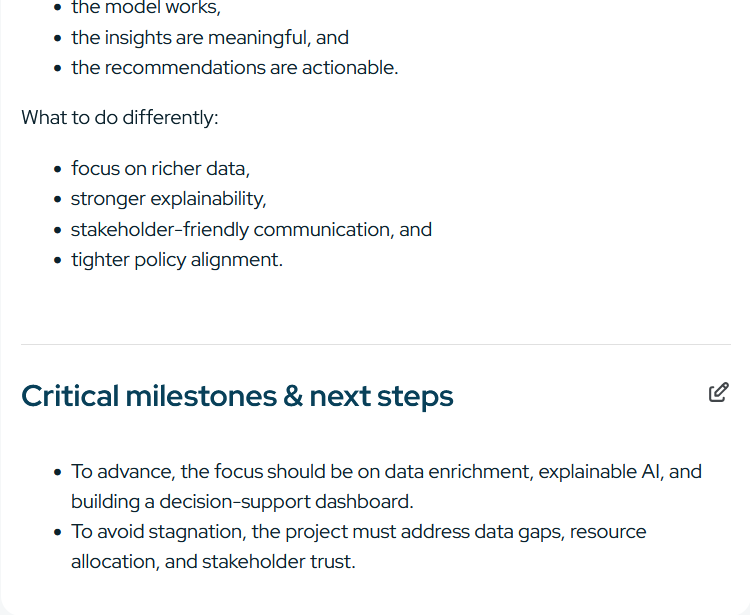 • the model works,
• the insights are meaningful, and
• the recommendations are actionable.
What to do differently:
• focus on richer data,
• stronger explainability,
• stakeholder-friendly communication, and
• tighter policy alignment.
Critical milestones & next steps
• To advance, the focus should be on data enrichment, explainable AI, and
building a decision-support dashboard.
• To avoid stagnation, the project must address data gaps, resource
allocation, and stakeholder trust.